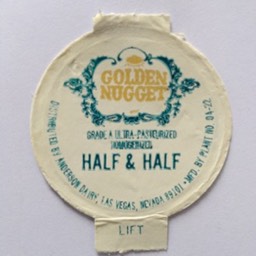 GOLDEN
NUGGET
GRADE A ULTRA-PASTEURIZED
HOMOGENIZED
HALF & HALF
DISTRIBUTED BY ANDERSON DAIRY, LAS VEGAS, NEVADA 89101 • MFD. BY PLANT NO. 04-22
LIFT